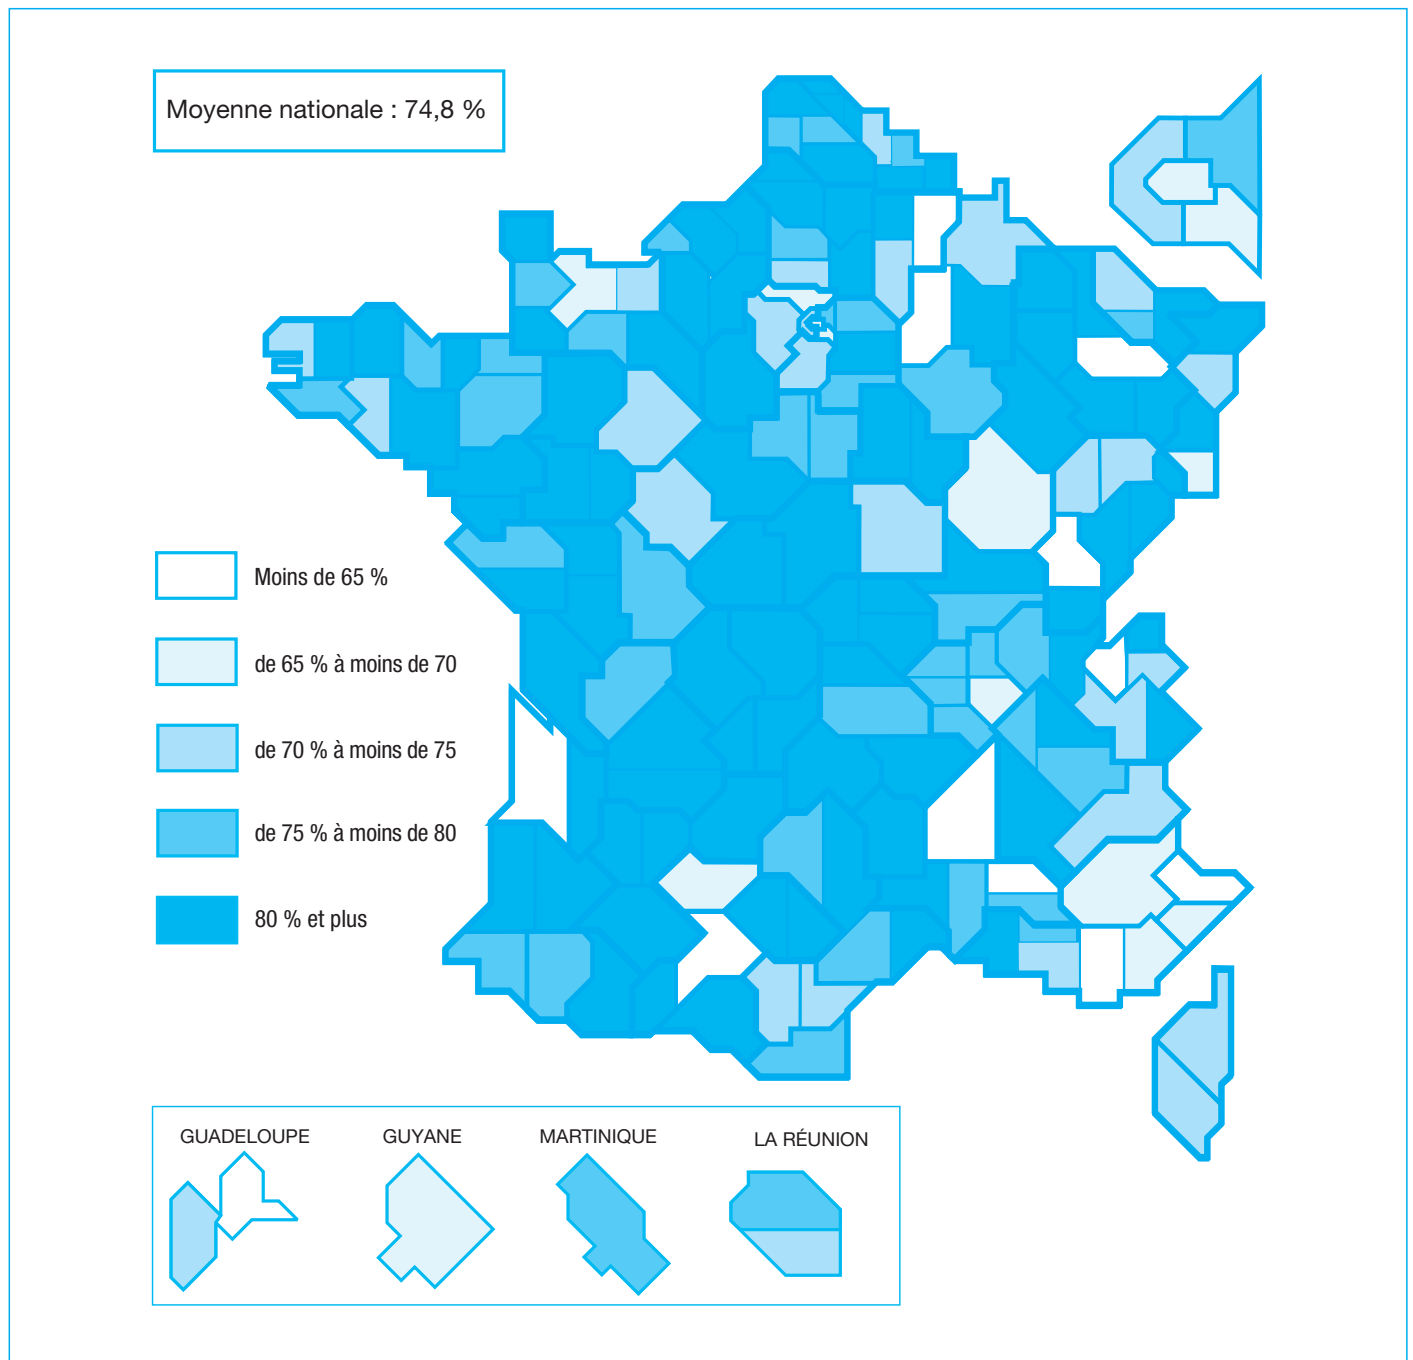 Moyenne nationale : 74,8 %
Moins de 65 %
de 65 % à moins de 70
de 70 % à moins de 75
de 75 % à moins de 80
80 % et plus
GUADELOUPE
GUYANE
MARTINIQUE
LA RÉUNION